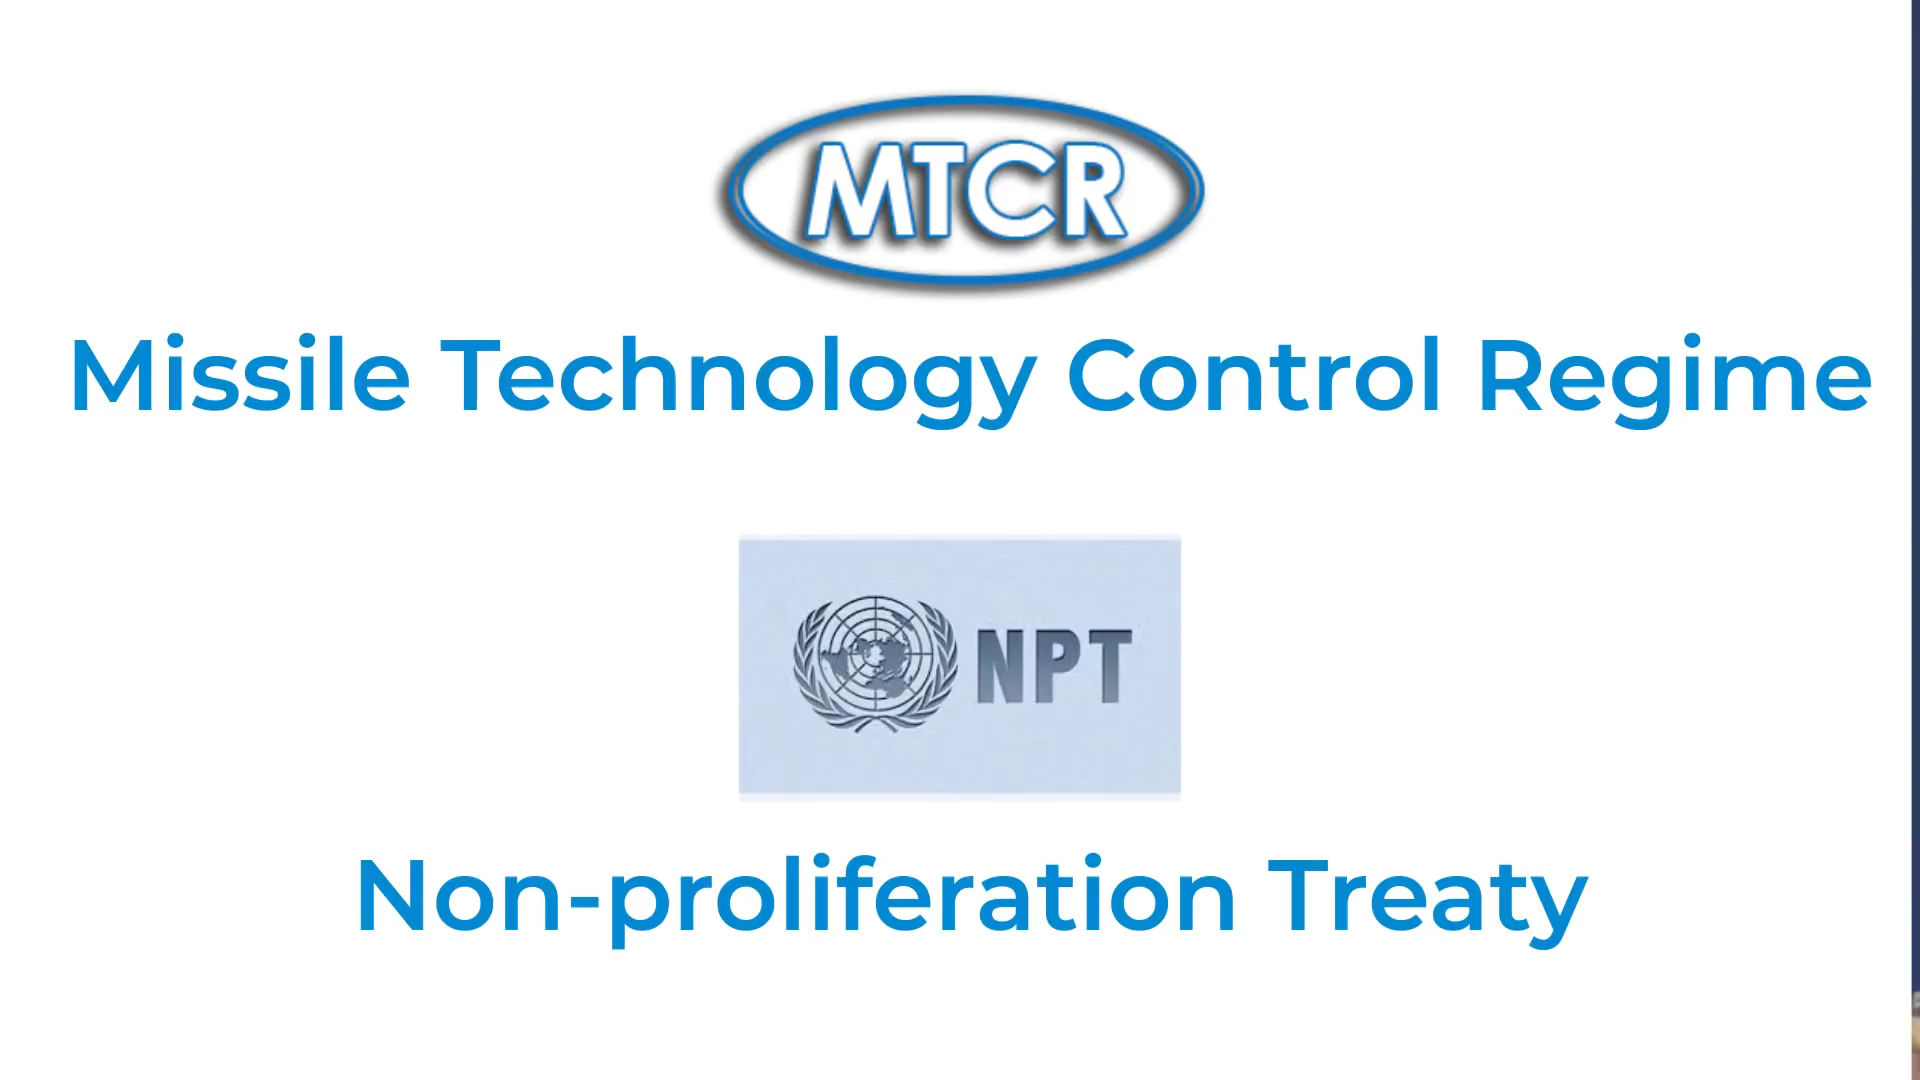 MTCR
Missile Technology Control Regime
NPT
Non-proliferation Treaty